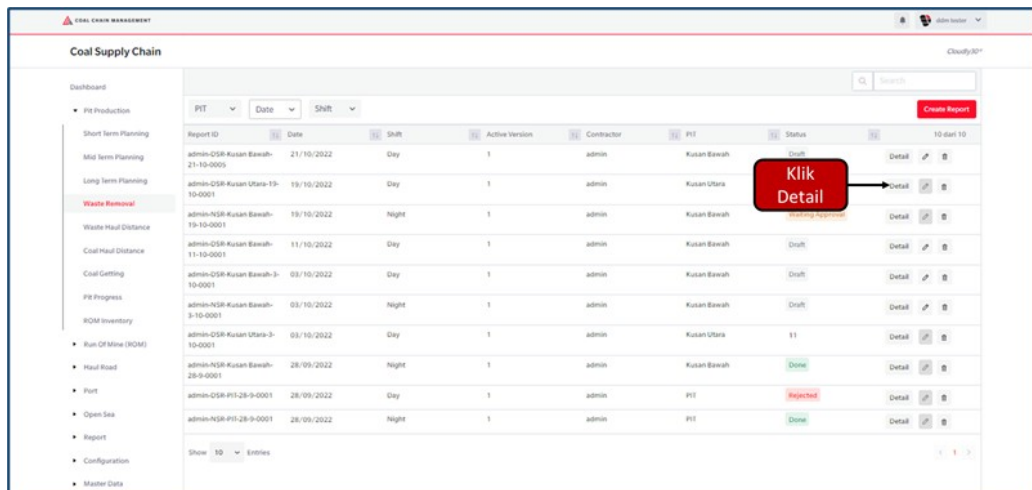 COAL CHAIN MANAGEMENT
ddm testor
Coal Supply Chain
Cloudly30°
Search
Dashboard
Pit Production
Short Term Planning
Mid Term Planning
Long Term Planning
Waste Removal
Waste Haul Distance
Coal Haul Distance
Coal Getting
Pit Progress
ROM Inventory
Run Of Mine (ROM)
Haul Road
Port
Open Sea
Report
Configuration
Master Data
PIT Date Shift
Create Report
Report ID Date Shift Active Version Contractor PIT Status 10 dari 10
admin-DSR-Kusan Bawah- 21/10/2022 Day 1 admin Kusan Bawah Draft Detail
21-10-0005
admin-DSR-Kusan Utara-19- 19/10/2022 Day 1 admin Kusan Utara Detail
10-0001
Klik
Detail
admin-NSR-Kusan Bawah- 19/10/2022 Night 1 admin Kusan Bawah Waiting Approval Detail
19-10-0001
admin-DSR-Kusan Bawah- 11/10/2022 Day 1 admin Kusan Bawah Draft Detail
11-10-0001
admin-DSR-Kusan Bawah-3- 03/10/2022 Day 1 admin Kusan Bawah Draft Detail
10-0001
admin-NSR-Kusan Bawah- 03/10/2022 Night 1 admin Kusan Bawah Draft Detail
3-10-0001
admin-DSR-Kusan Utara-3- 03/10/2022 Day 1 admin Kusan Utara 11 Detail
10-0001
admin-NSR-Kusan Bawah- 28/09/2022 Night 1 admin Kusan Bawah Done Detail
28-9-0001
admin-DSR-PIT-28-9-0001 28/09/2022 Day 1 admin PIT Rejected Detail
admin-NSR-PIT-28-9-0001 28/09/2022 Night 1 admin PIT Done Detail
Show 10 Entries
1